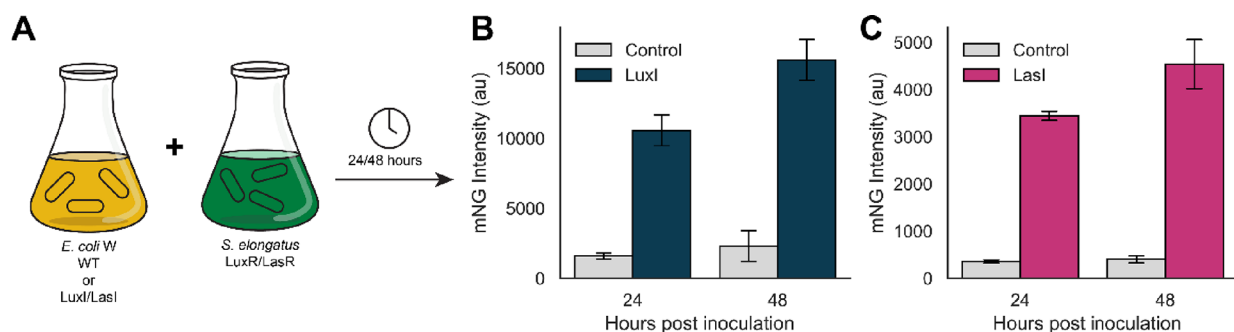 A
24/48 hours
E. coli W
WT
or
LuxI/LasI
S. elongatus
LuxR/LasR
B
Control
LuxI
mNG Intensity (au)
15000
10000
5000
0
24
48
Hours post inoculation
C
Control
LasI
mNG Intensity (au)
5000
4000
3000
2000
1000
0
24
48
Hours post inoculation